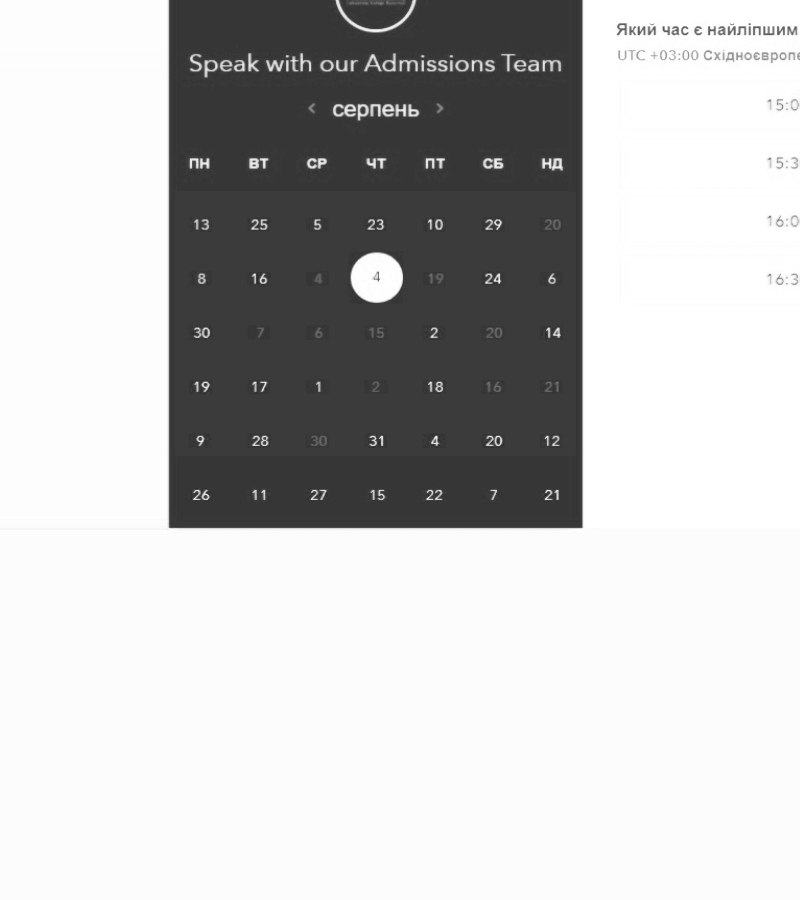 Speak with our Admissions Team
< серпень >
ПН ВТ СР ЧТ ПТ СБ НД
13 25 5 23 10 29 20
8 16 4 4 19 24 6
30 7 6 15 2 20 14
19 17 1 2 18 16 21
9 28 30 31 4 20 12
26 11 27 15 22 7 21
Який час є найліпшим
UTC +03:00 Східноєвропе
15:0
15:3
16:0
16:3